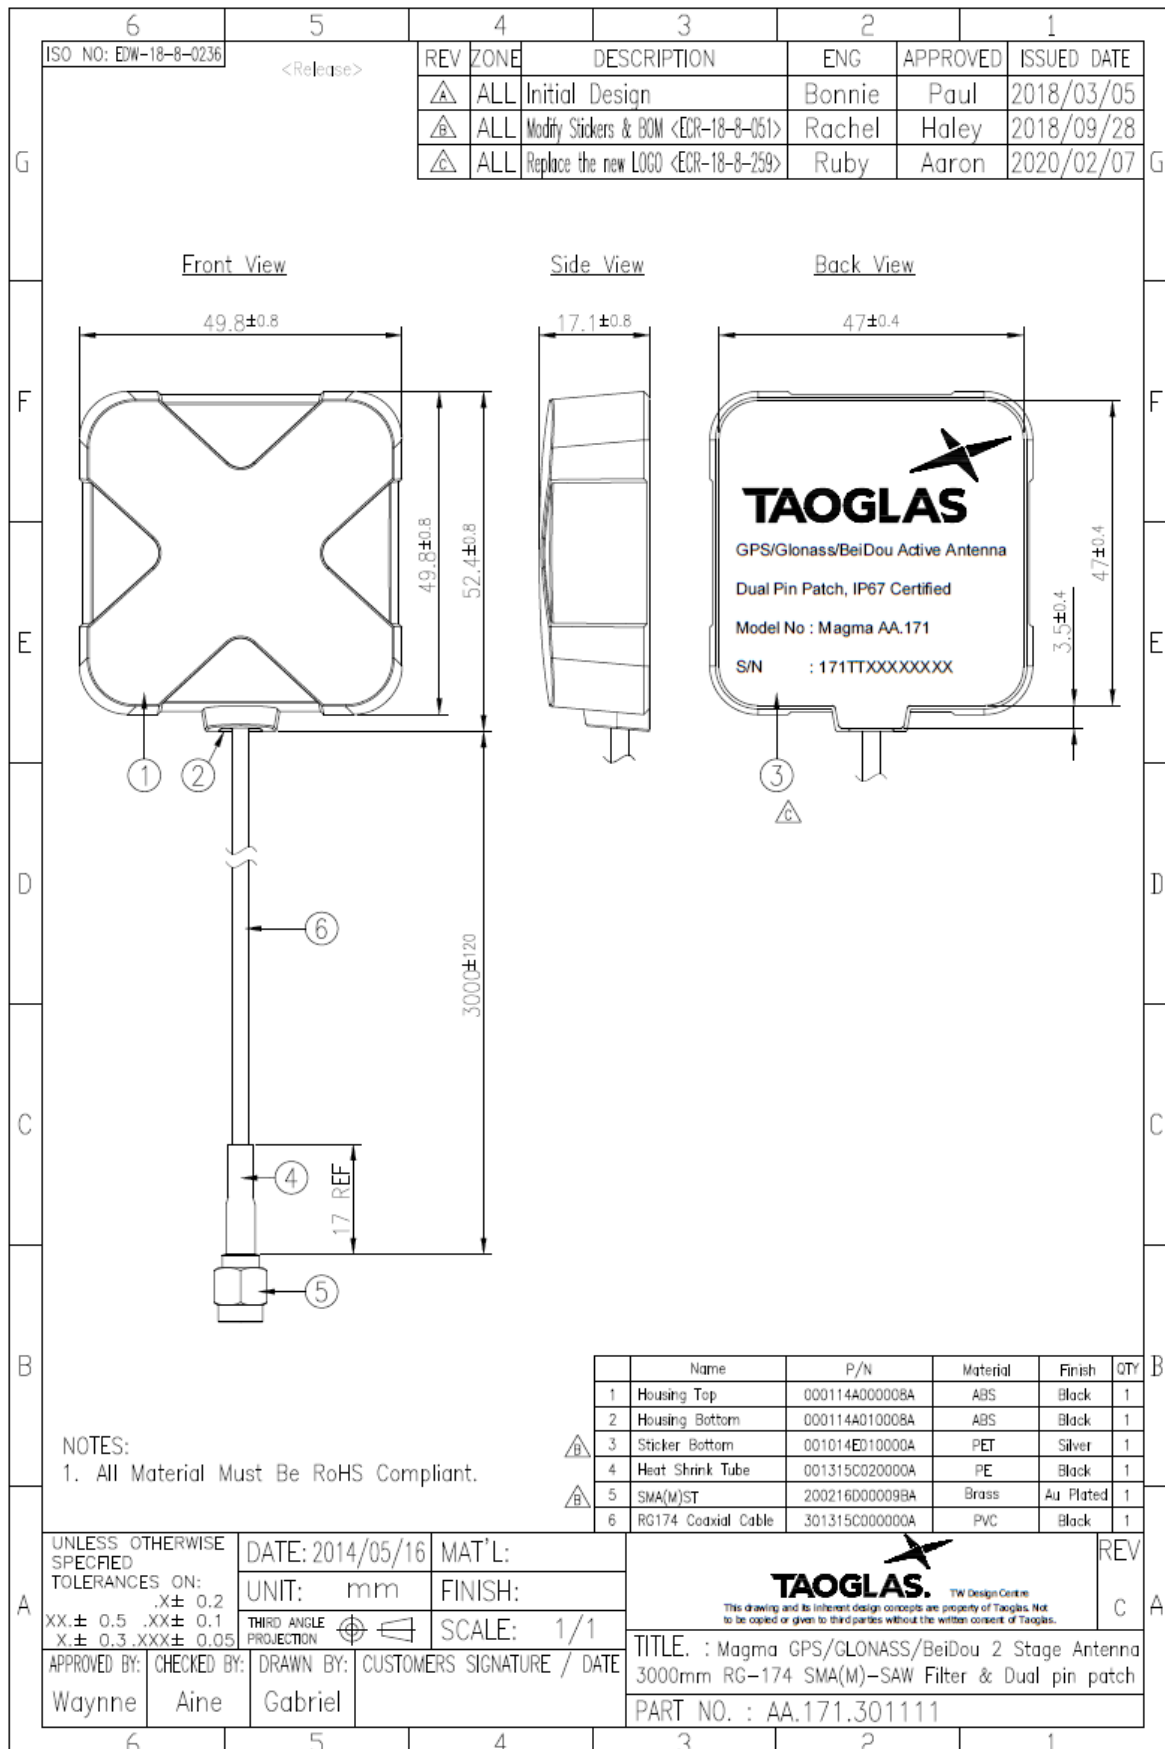 6 5 4 3 2 1
ISO NO: EDW-18-8-0236
<Release>
REV ZONE DESCRIPTION ENG APPROVED ISSUED DATE
A ALL Initial Design Bonnie Paul 2018/03/05
B ALL Modify Stickers & BOM <ECR-18-8-051> Rachel Haley 2018/09/28
C ALL Replace the new LOGO <ECR-18-8-259> Ruby Aaron 2020/02/07
G G
Front View Side View Back View
49.8±0.8 17.1±0.8 47±0.4
F F
TAOGLAS
GPS/Glonass/BeiDou Active Antenna
Dual Pin Patch, IP67 Certified
Model No : Magma AA.171
S/N : 171TTXXXXXXXX
49.8±0.8
52.4±0.8
47±0.4
3.5±0.4
E E
1 2 3
C
D D
6
3000±120
C C
4
17 REF
5
B B
Name P/N Material Finish QTY
1 Housing Top 000114A000008A ABS Black 1
2 Housing Bottom 000114A010008A ABS Black 1
B 3 Sticker Bottom 001014E010000A PET Silver 1
4 Heat Shrink Tube 001315C020000A PE Black 1
B 5 SMA(M)ST 200216D00009BA Brass Au Plated 1
6 RG174 Coaxial Cable 301315C000000A PVC Black 1
NOTES:
1. All Material Must Be RoHS Compliant.
A A
UNLESS OTHERWISE
SPECFIED
TOLERANCES ON:
.X± 0.2
XX.± 0.5 .XX± 0.1
X.± 0.3 .XXX± 0.05
DATE: 2014/05/16 MAT'L:
UNIT: mm FINISH:
THIRD ANGLE
PROJECTION
SCALE: 1/1
APPROVED BY: CHECKED BY: DRAWN BY: CUSTOMERS SIGNATURE / DATE
Waynne Aine Gabriel
TAOGLAS. TW Design Centre
This drawing and its inherent design concepts are property of Taoglas. Not
to be copied or given to third parties without the written consent of Taoglas.
REV
C
TITLE. : Magma GPS/GLONASS/BeiDou 2 Stage Antenna
3000mm RG-174 SMA(M)-SAW Filter & Dual pin patch
PART NO. : AA.171.301111
6 5 4 3 2 1